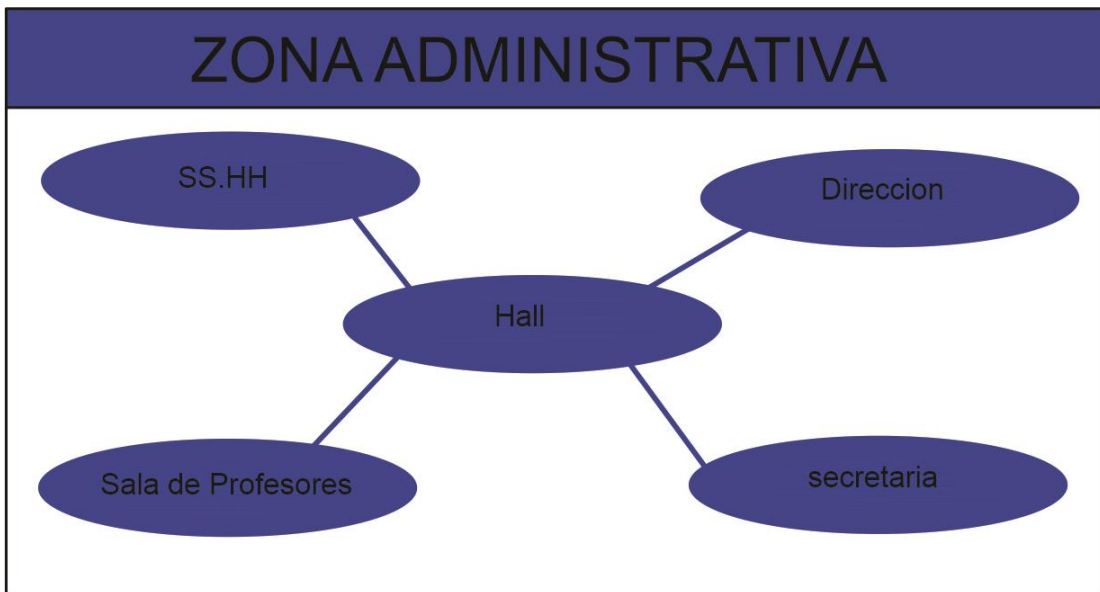 ZONA ADMINISTRATIVA
SS.HH
Direccion
Hall
Sala de Profesores
secretaria